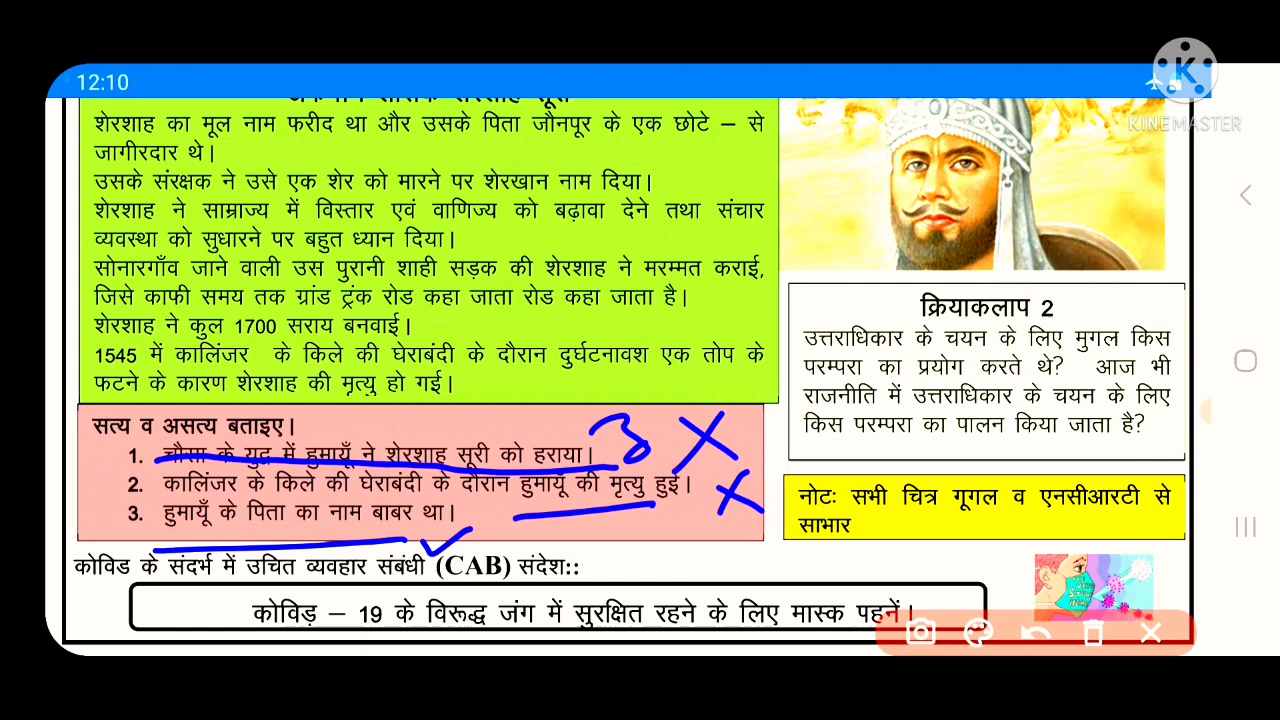 12:10
KINEMASTER
शेरशाह का मूल नाम फरीद था और उसके पिता जौनपुर के एक छोटे – से
जागीरदार थे।
उसके संरक्षक ने उसे एक शेर को मारने पर शेरखान नाम दिया।
शेरशाह ने साम्राज्य में विस्तार एवं वाणिज्य को बढ़ावा देने तथा संचार
व्यवस्था को सुधारने पर बहुत ध्यान दिया।
सोनारगाँव जाने वाली उस पुरानी शाही सड़क की शेरशाह ने मरम्मत कराई,
जिसे काफी समय तक ग्रांड ट्रंक रोड कहा जाता रोड कहा जाता है।
शेरशाह ने कुल 1700 सराय बनवाई।
1545 में कालिंजर के किले की घेराबंदी के दौरान दुर्घटनावश एक तोप के
फटने के कारण शेरशाह की मृत्यु हो गई।
सत्य व असत्य बताइए।
1. चौसा के युद्व में हुमायूँ ने शेरशाह सूरी को हराया।
2. कालिंजर के किले की घेराबंदी के दौरान हुमायूँ की मृत्यु हुई।
3. हुमायूँ के पिता का नाम बाबर था।
क्रियाकलाप 2
उत्तराधिकार के चयन के लिए मुगल किस
परम्परा का प्रयोग करते थे? आज भी
राजनीति में उत्तराधिकार के चयन के लिए
किस परम्परा का पालन किया जाता है?
नोटः सभी चित्र गूगल व एनसीआरटी से
साभार
कोविड के संदर्भ में उचित व्यवहार संबंधी (CAB) संदेश::
कोविड़ – 19 के विरूद्ध जंग में सुरक्षित रहने के लिए मास्क पहनें।